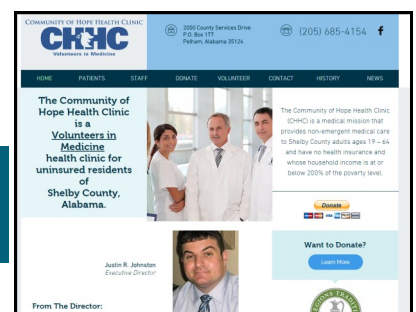 COMMUNITY OF HOPE HEALTH CLINIC
CHHC
Volunteers in Medicine
2000 County Services Drive
P.O. Box 177
Pelham, Alabama 35124
(205) 685-4154
HOME PATIENTS STAFF DONATE VOLUNTEER CONTACT HISTORY NEWS
The Community of
Hope Health Clinic
is a
Volunteers in
Medicine
health clinic for
uninsured residents
of
Shelby County,
Alabama.
The Community of Hope Health Clinic
(CHHC) is a medical mission that
provides non-emergent medical care
to Shelby County adults ages 19 – 64
and have no health insurance and
whose household income is at or
below 200% of the poverty level.
Donate
Want to Donate?
Learn More
Justin R. Johnston
Executive Director
From The Director:
REGIONS TRADITION